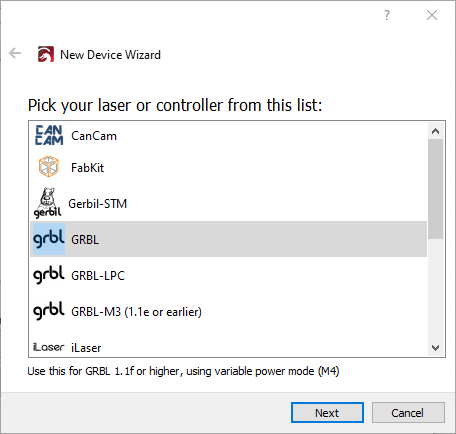 New Device Wizard
Pick your laser or controller from this list:
CAN CAM CanCam
FabKit
gerbil Gerbil-STM
grbl GRBL
grbl GRBL-LPC
grbl GRBL-M3 (1.1e or earlier)
iLaser iLaser
Use this for GRBL 1.1f or higher, using variable power mode (M4)
Next Cancel